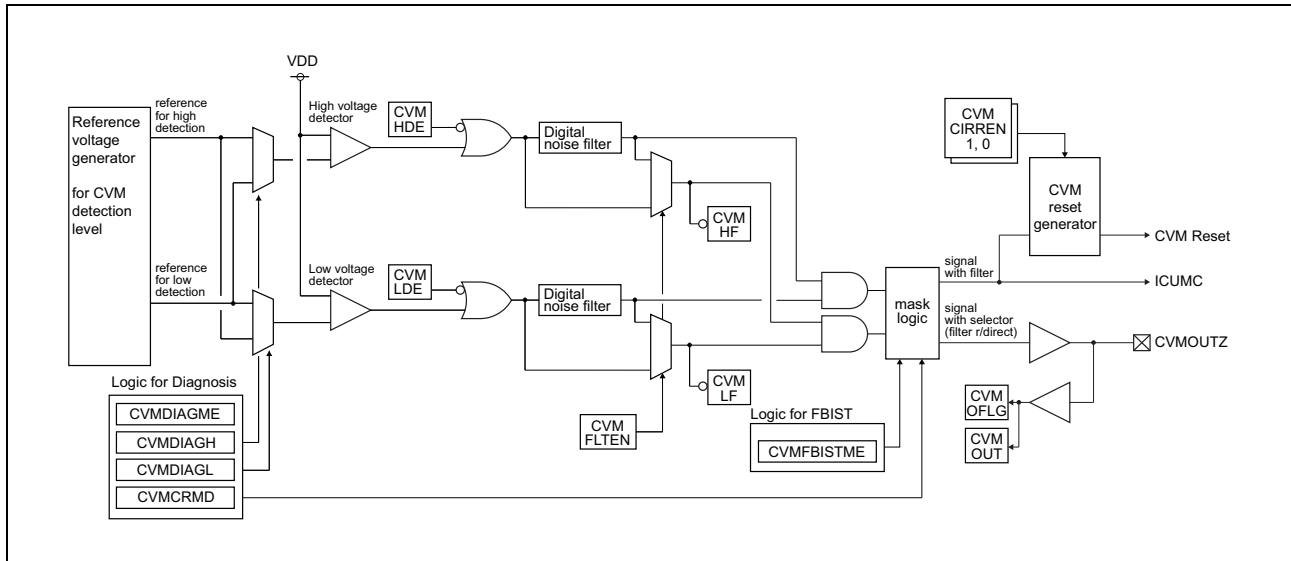 VDD
Reference
voltage
generator
for CVM
detection
level
reference
for high
detection
High voltage
detector
CVM
HDE
Digital
noise filter
CVM
HF
CVM
CIRREN
1, 0
CVM
reset
generator
CVM Reset
reference
for low
detection
Low voltage
detector
CVM
LDE
Digital
noise filter
CVM
LF
mask
logic
signal
with filter
ICUMC
signal
with selector
(filter r/direct)
CVMOUTZ
CVM
OFLG
CVM
OUT
Logic for Diagnosis
CVMDIAGME
CVMDIAGH
CVMDIAGL
CVMCRMD
CVM
FLTEN
Logic for FBIST
CVMFBISTME